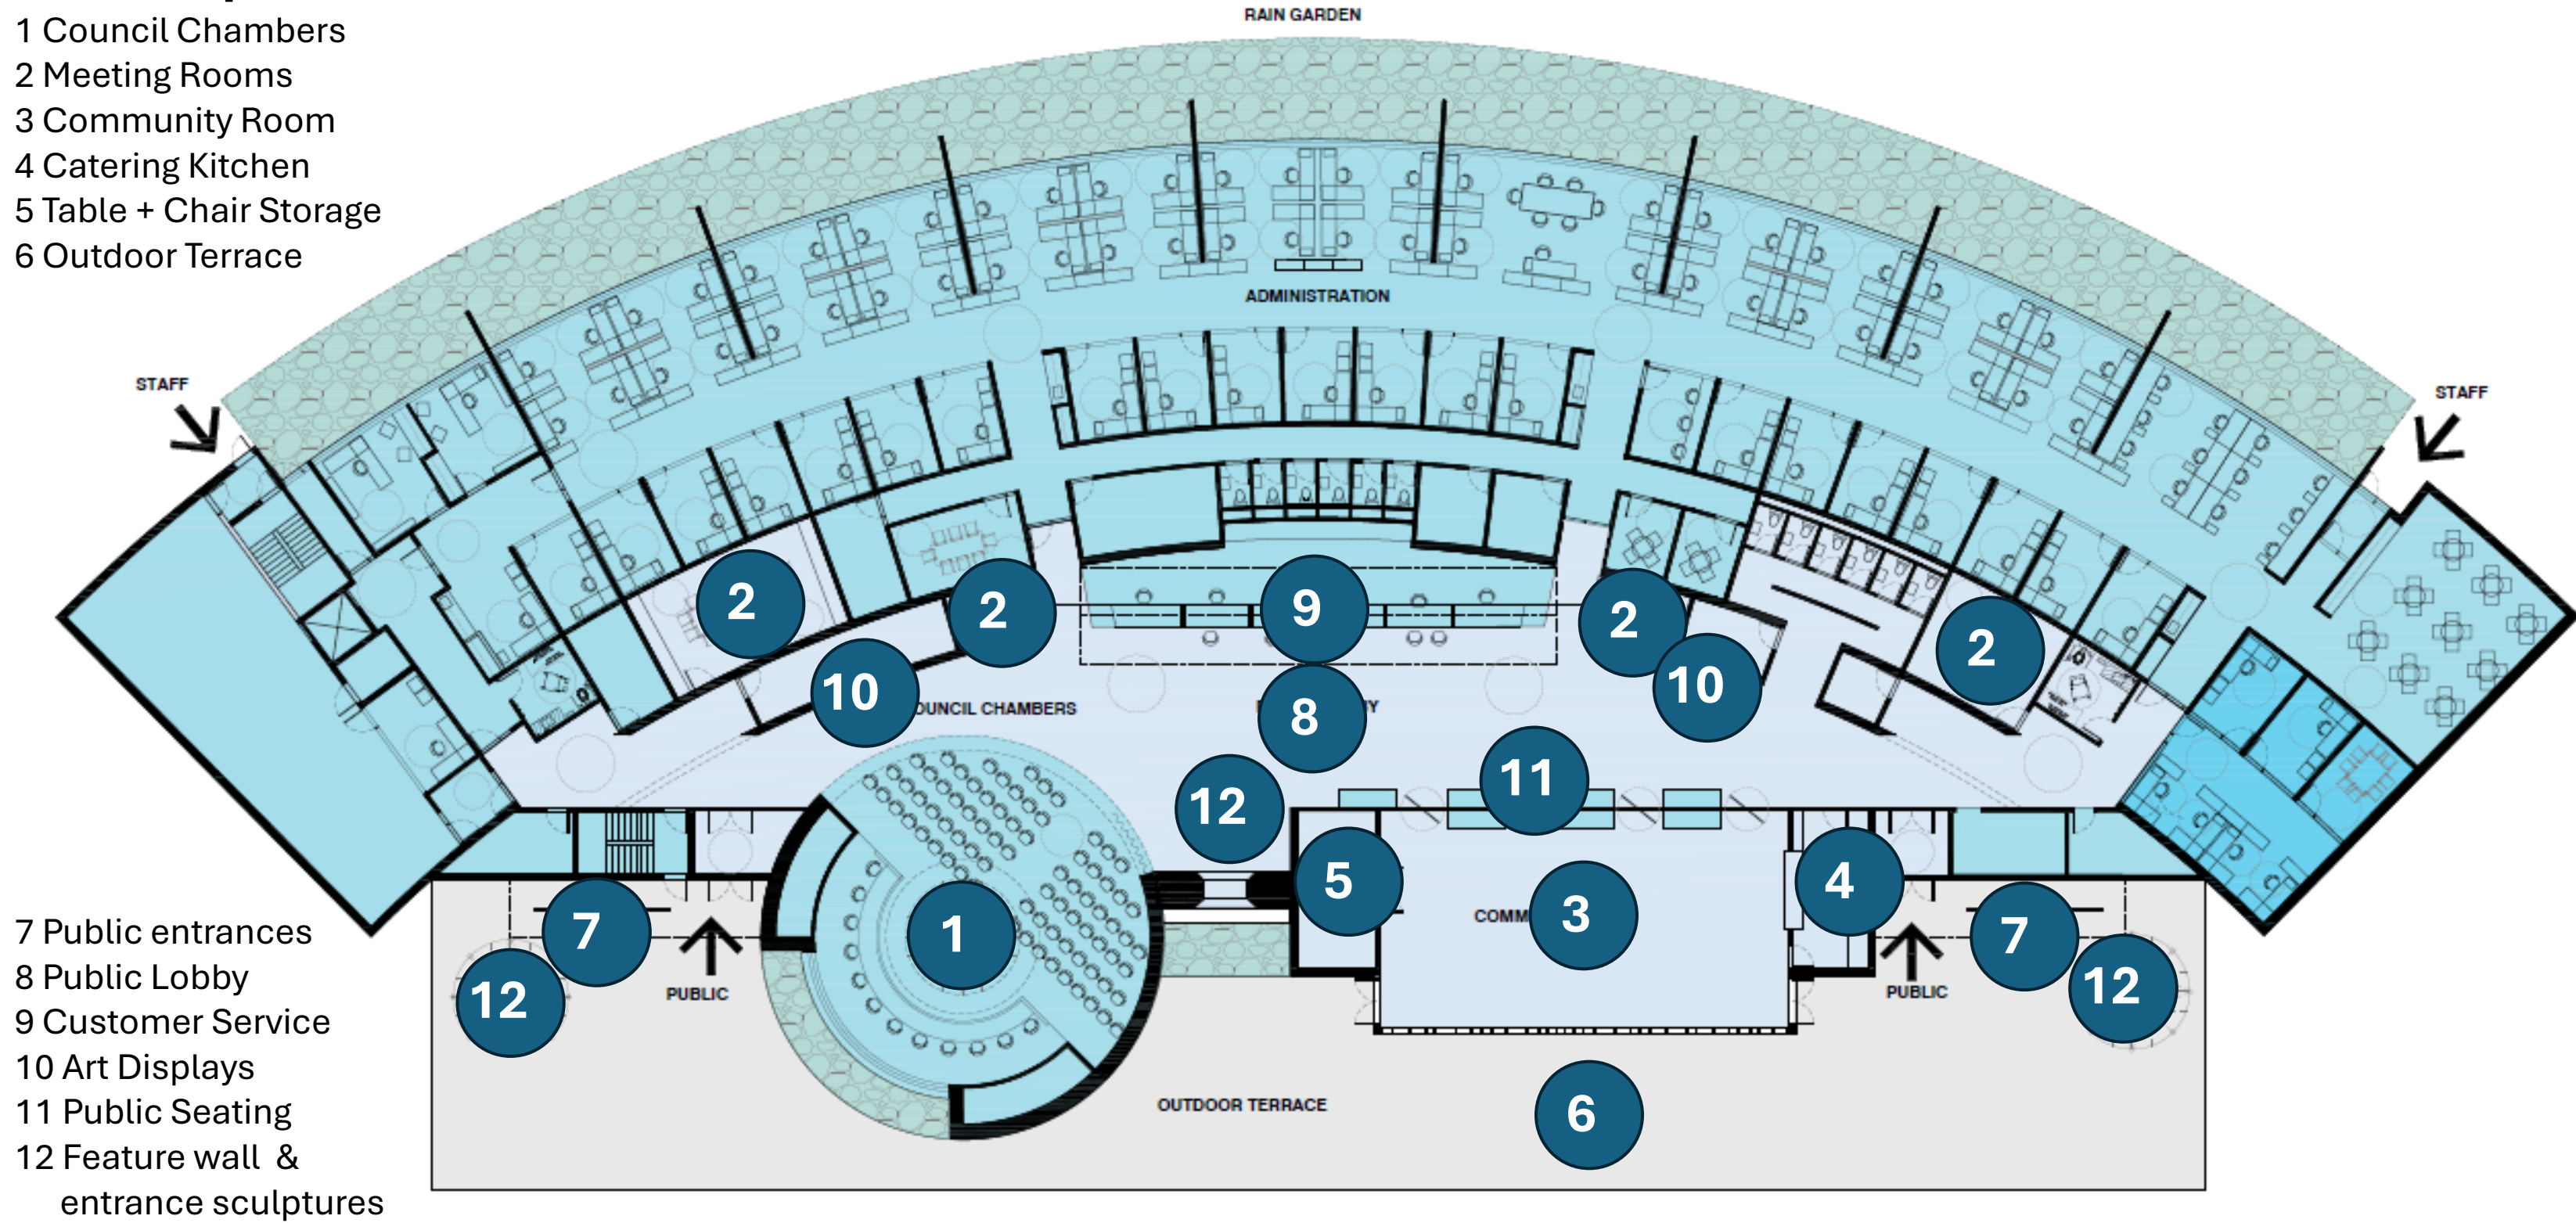 1 Council Chambers
2 Meeting Rooms
3 Community Room
4 Catering Kitchen
5 Table + Chair Storage
6 Outdoor Terrace
RAIN GARDEN
ADMINISTRATION
STAFF
STAFF
2
2
9
2
2
10
10
COUNCIL CHAMBERS
8
12
11
5
4
1
3
7
7
12
12
PUBLIC
PUBLIC
OUTDOOR TERRACE
6
7 Public entrances
8 Public Lobby
9 Customer Service
10 Art Displays
11 Public Seating
12 Feature wall &
entrance sculptures